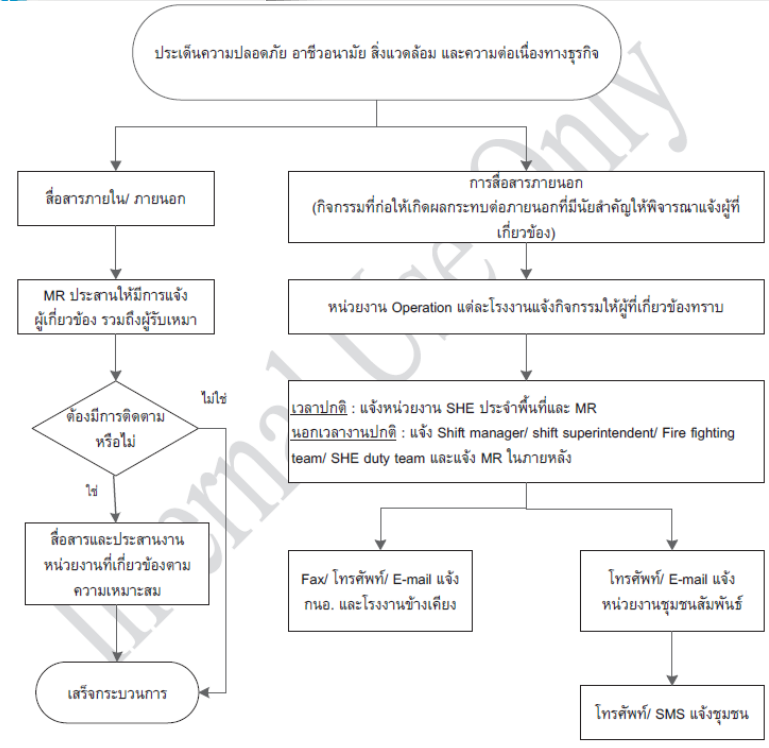 ประเด็นความปลอดภัย อาชีวอนามัย สิ่งแวดล้อม และความต่อเนื่องทางธุรกิจ
สื่อสารภายใน/ ภายนอก
MR ประสานให้มีการแจ้ง
ผู้เกี่ยวข้อง รวมถึงผู้รับเหมา
ต้องมีการติดตาม
หรือไม่
ไม่ใช่
ใช่
สื่อสารและประสานงาน
หน่วยงานที่เกี่ยวข้องตาม
ความเหมาะสม
เสร็จกระบวนการ
การสื่อสารภายนอก
(กิจกรรมที่ก่อให้เกิดผลกระทบต่อภายนอกที่มีนัยสำคัญให้พิจารณาแจ้งผู้ที่
เกี่ยวข้อง)
หน่วยงาน Operation แต่ละโรงงานแจ้งกิจกรรมให้ผู้ที่เกี่ยวข้องทราบ
เวลาปกติ : แจ้งหน่วยงาน SHE ประจำพื้นที่และ MR
นอกเวลางานปกติ : แจ้ง Shift manager/ shift superintendent/ Fire fighting
team/ SHE duty team และแจ้ง MR ในภายหลัง
Fax/ โทรศัพท์/ E-mail แจ้ง
กนอ. และโรงงานข้างเคียง
โทรศัพท์/ E-mail แจ้ง
หน่วยงานชุมชนสัมพันธ์
โทรศัพท์/ SMS แจ้งชุมชน
Internal Use Only